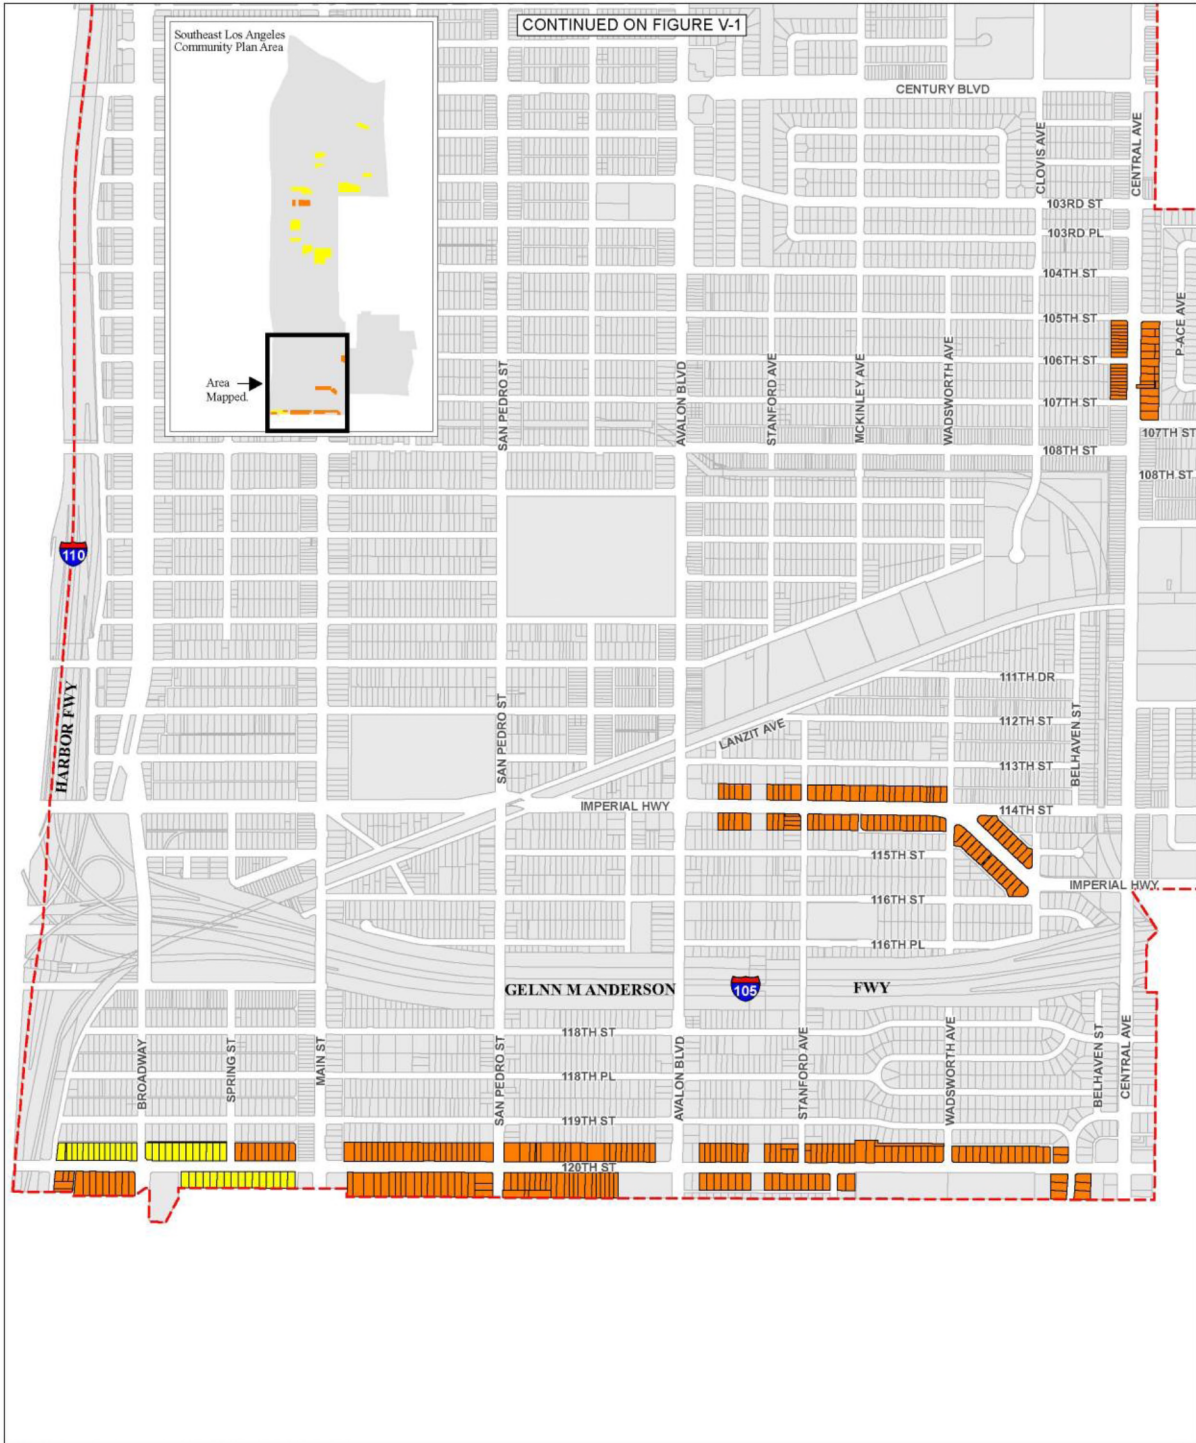 CONTINUED ON FIGURE V-1
Southeast Los Angeles
Community Plan Area
Area
Mapped.
CENTURY BLVD
CLOVIS AVE
CENTRAL AVE
103RD ST
103RD PL
104TH ST
105TH ST
P-ACE AVE
106TH ST
SAN PEDRO ST
AVALON BLVD
STANFORD AVE
MCKINLEY AVE
WADSWORTH AVE
107TH ST
107TH ST
108TH ST
108TH ST
110
HARBOR FWY
111TH DR
SAN PEDRO ST
112TH ST
BELHAVEN ST
LANZIT AVE
113TH ST
IMPERIAL HWY
114TH ST
115TH ST
IMPERIAL HWY
116TH ST
116TH PL
GELNN M ANDERSON
105
FWY
118TH ST
BROADWAY
SPRING ST
MAIN ST
SAN PEDRO ST
118TH PL
AVALON BLVD
STANFORD AVE
WADSWORTH AVE
BELHAVEN ST
CENTRAL AVE
119TH ST
120TH ST